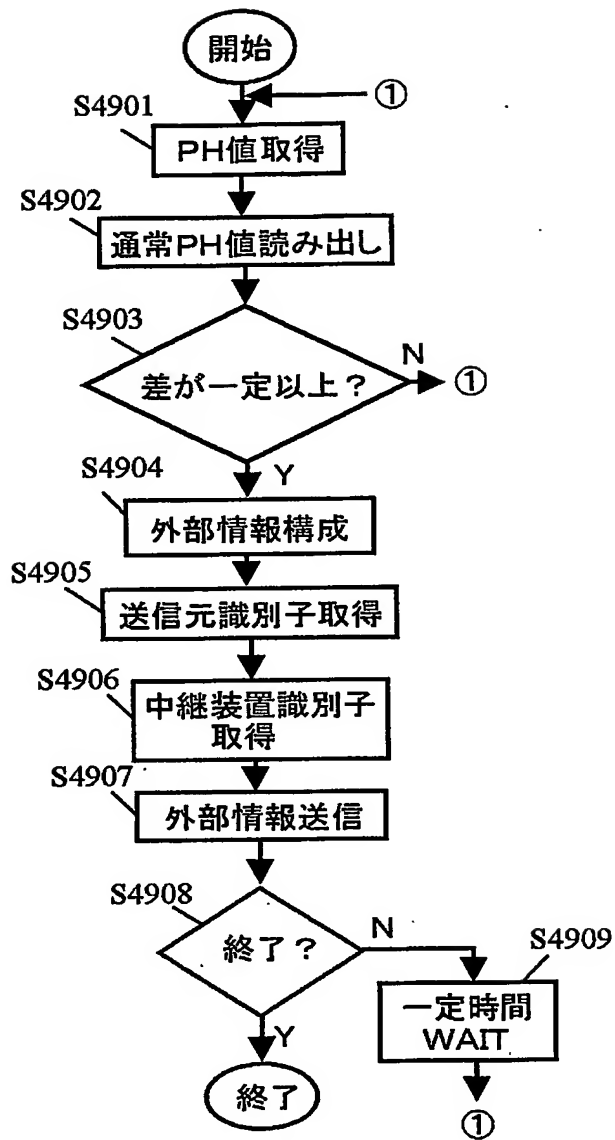 開始
①
S4901
PH値取得
S4902
通常PH値読み出し
S4903
差が一定以上?
N
①
Y
S4904
外部情報構成
S4905
送信元識別子取得
S4906
中継装置識別子
取得
S4907
外部情報送信
S4908
終了?
N
S4909
一定時間
WAIT
Y
①
終了